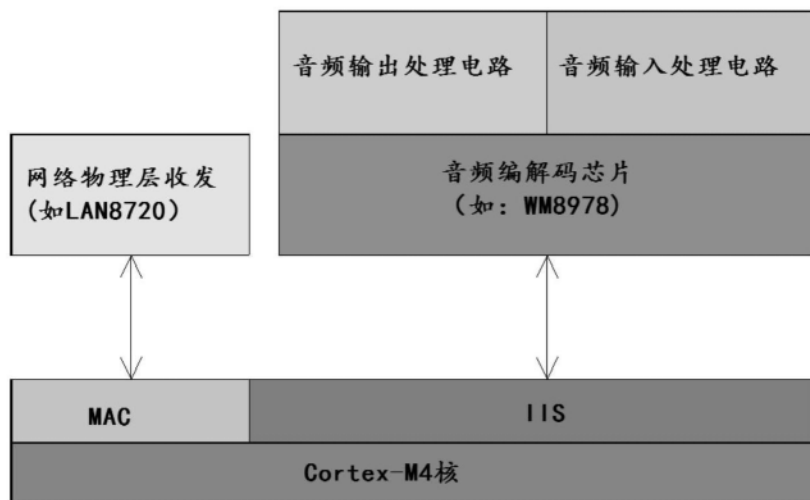 音频输出处理电路
音频输入处理电路
网络物理层收发
(如LAN8720)
音频编解码芯片
(如: WM8978)
MAC
IIS
Cortex-M4核